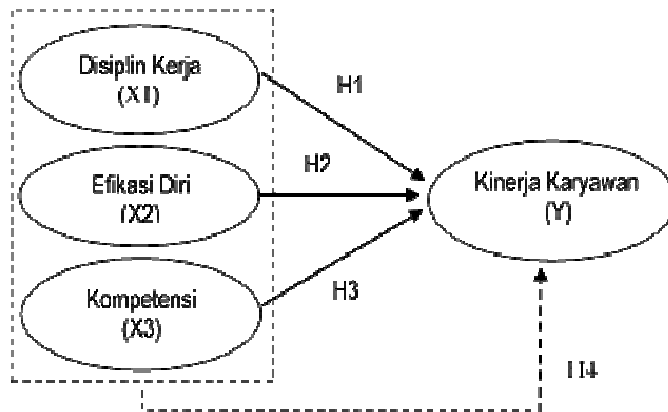 Disiplin Kerja
(X1)
H1
H2
Efikasi Diri
(X2)
Kinerja Karyawan
(Y)
Kompetensi
(X3)
H3
H4